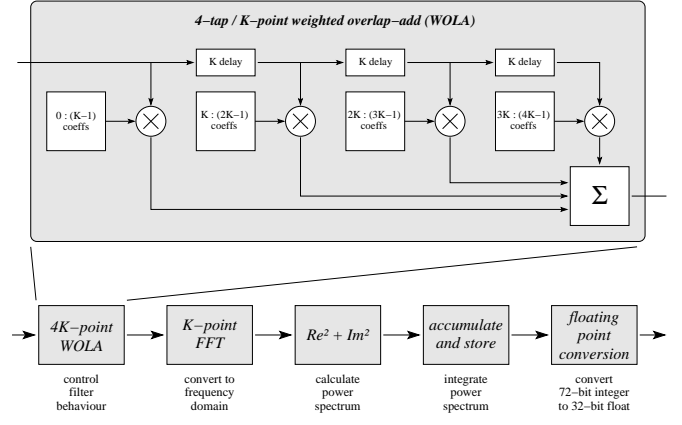 4−tap / K−point weighted overlap−add (WOLA)
K delay
K delay
K delay
0 : (K−1)
coeffs
K : (2K−1)
coeffs
2K : (3K−1)
coeffs
3K : (4K−1)
coeffs
Σ
4K−point
WOLA
K−point
FFT
Re² + Im²
accumulate
and store
floating
point
conversion
control
filter
behaviour
convert to
frequency
domain
calculate
power
spectrum
integrate
power
spectrum
convert
72−bit integer
to 32−bit float